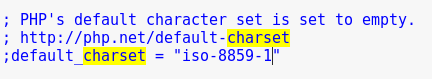 ; PHP's default character set is set to empty.
; http://php.net/default-charset
;default_charset = "iso-8859-1"